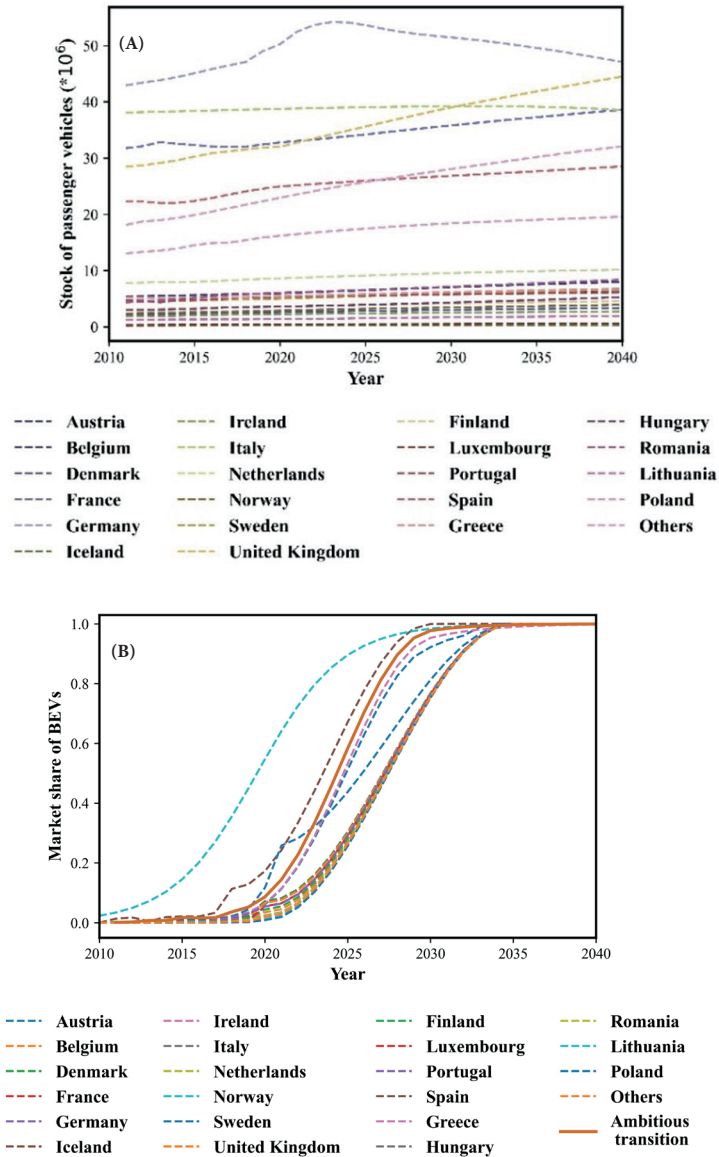 (A)
Stock of passenger vehicles (*10⁶)
50
40
30
20
10
0
2010 2015 2020 2025 2030 2035 2040
Year
Austria Ireland Finland Hungary
Belgium Italy Luxembourg Romania
Denmark Netherlands Portugal Lithuania
France Norway Spain Poland
Germany Sweden Greece Others
Iceland United Kingdom
(B)
Market share of BEVs
1.0
0.8
0.6
0.4
0.2
0.0
2010 2015 2020 2025 2030 2035 2040
Year
Austria Ireland Finland Romania
Belgium Italy Luxembourg Lithuania
Denmark Netherlands Portugal Poland
France Norway Spain Others
Germany Sweden Greece Ambitious
transition
Iceland United Kingdom Hungary